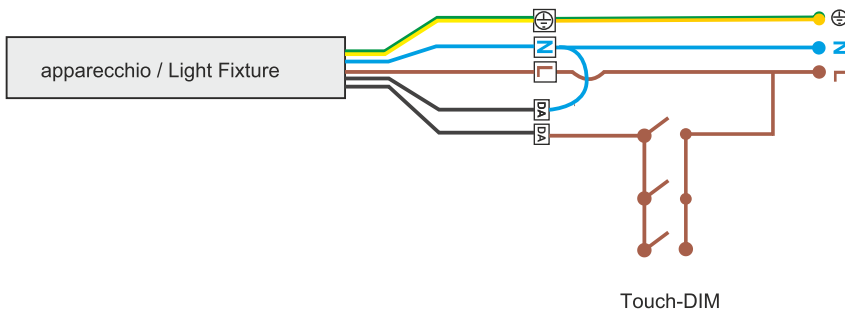 apparecchio / Light Fixture
N
L
DA
DA
N
L
Touch-DIM